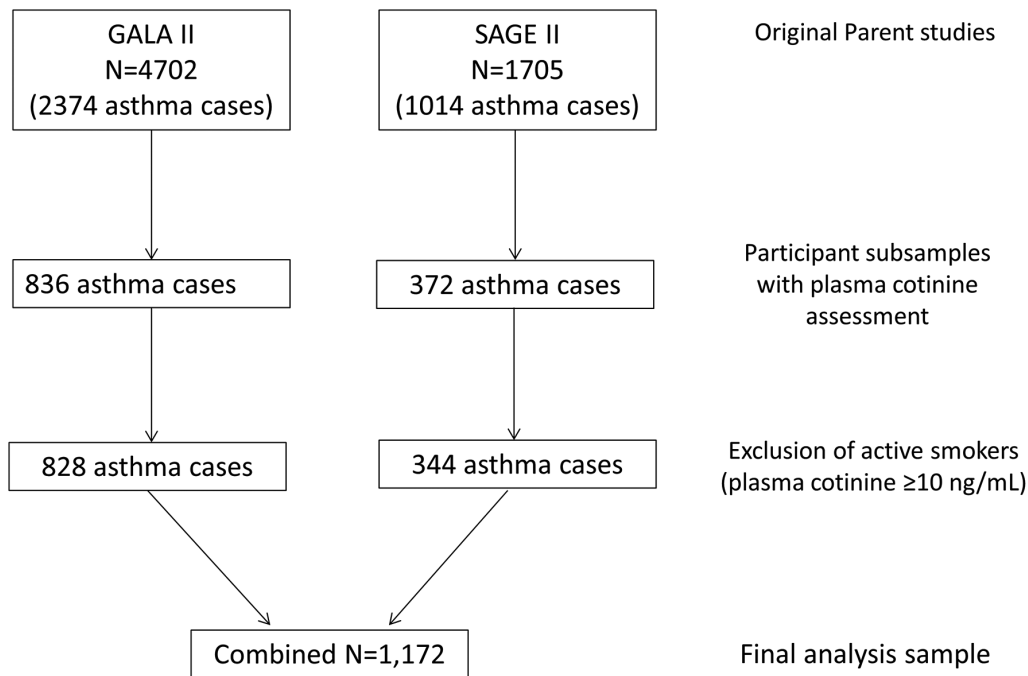 GALA II
N=4702
(2374 asthma cases)
SAGE II
N=1705
(1014 asthma cases)
Original Parent studies
836 asthma cases
372 asthma cases
Participant subsamples
with plasma cotinine
assessment
828 asthma cases
344 asthma cases
Exclusion of active smokers
(plasma cotinine ≥10 ng/mL)
Combined N=1,172
Final analysis sample